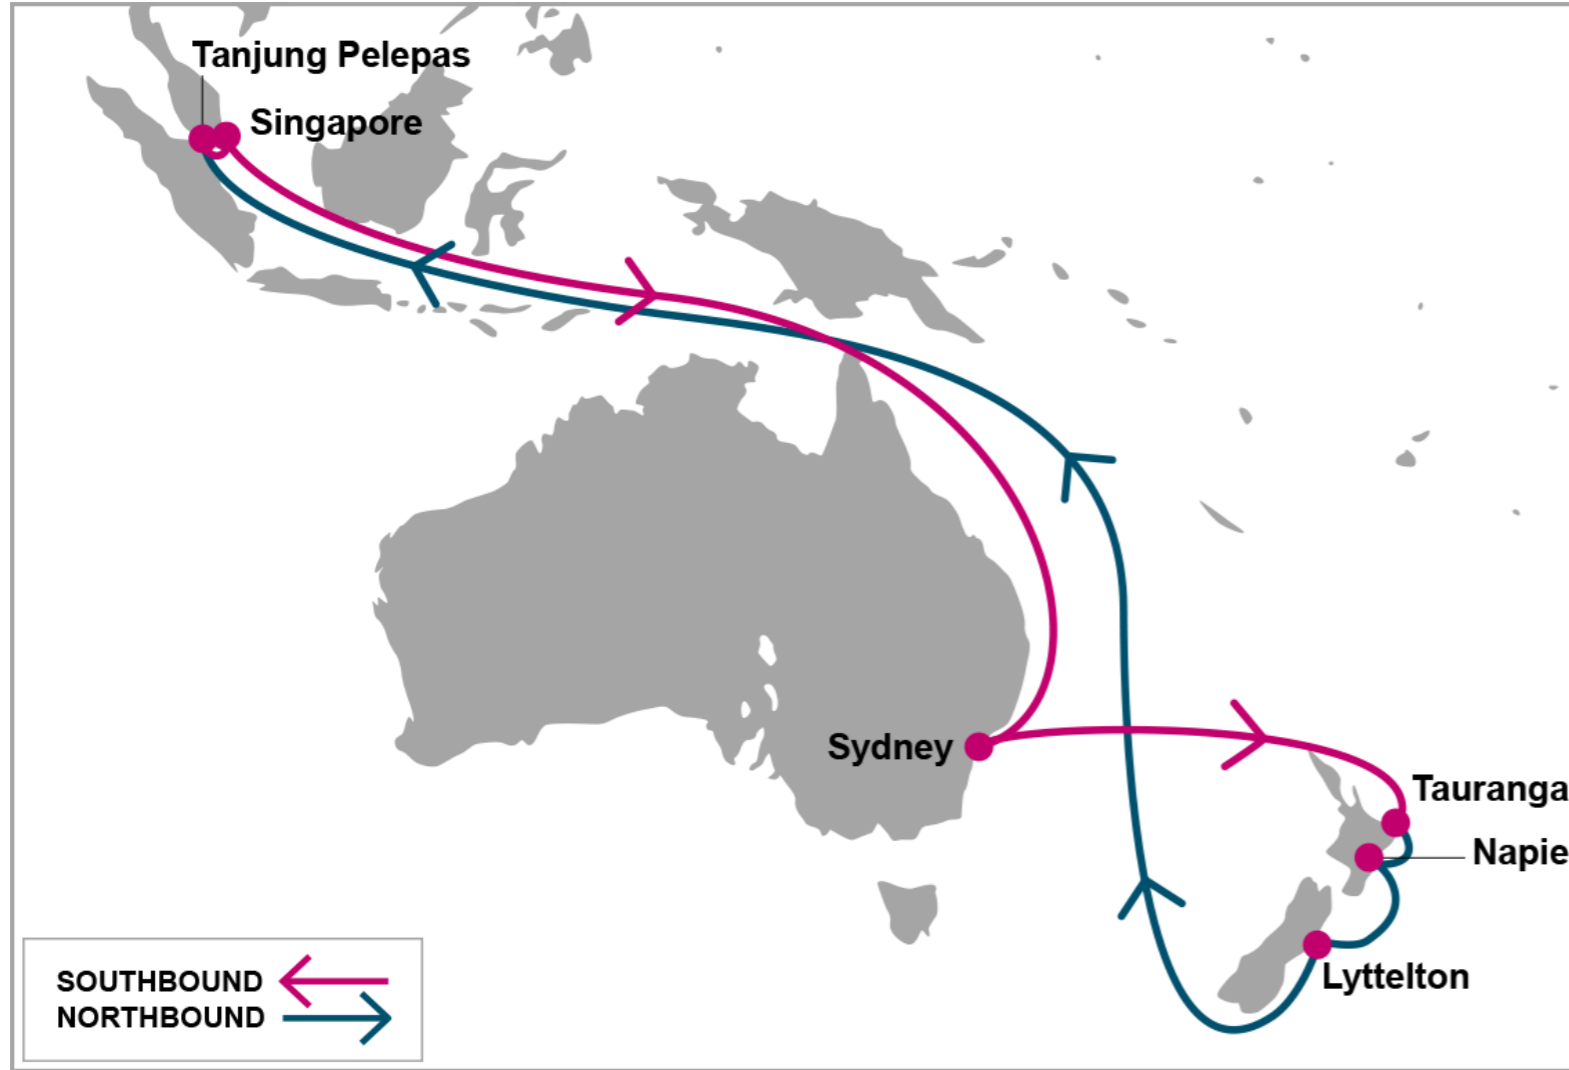 Tanjung Pelepas
Singapore
Sydney
Tauranga
Napie
Lyttelton
SOUTHBOUND
NORTHBOUND